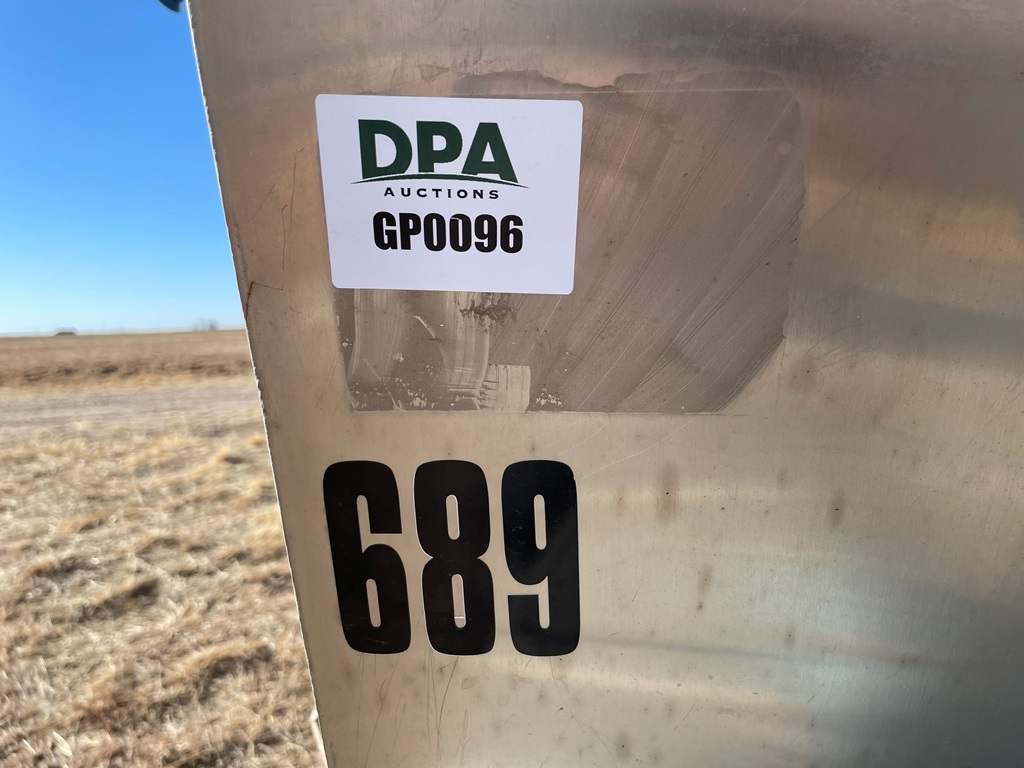 DPA
AUCTIONS
GP0096
689